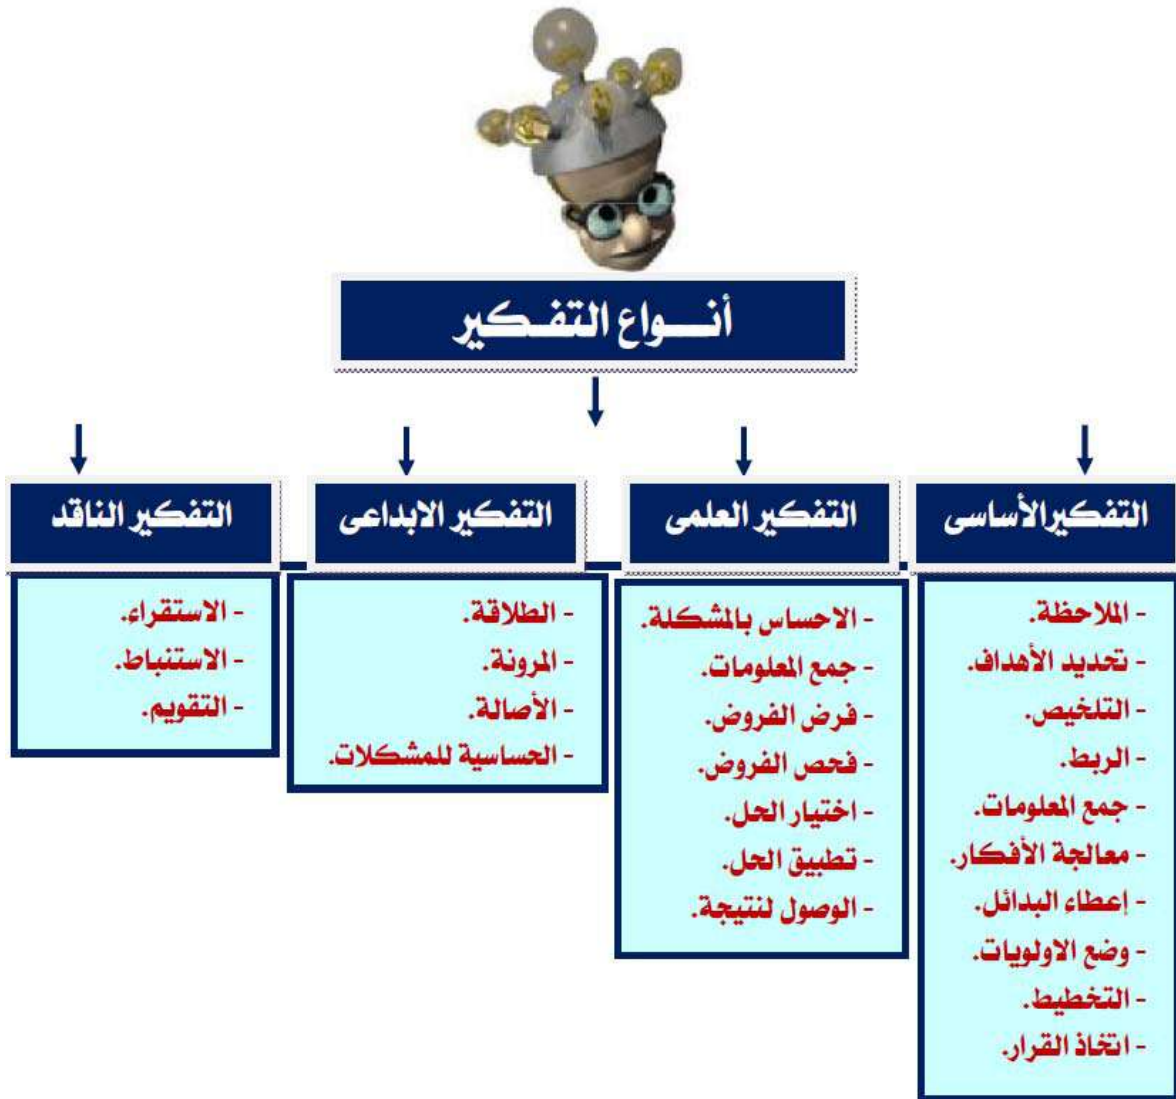 أنـــواع التفـكير
التفكيرالأساسى
- الملاحظة.
- تحديد الأهداف.
- التلخيص.
- الربط.
- جمع المعلومات.
- معالجة الأفكار.
- إعطاء البدائل.
- وضع الاولويات.
- التخطيط.
- اتخاذ القرار.
التفكير العلمى
- الاحساس بالمشكلة.
- جمع المعلومات.
- فرض الفروض.
- فحص الفروض.
- اختيار الحل.
- تطبيق الحل.
- الوصول لنتيجة.
التفكير الابداعى
- الطلاقة.
- المرونة.
- الأصالة.
- الحساسية للمشكلات.
التفكير الناقد
- الاستقراء.
- الاستنباط.
- التقويم.